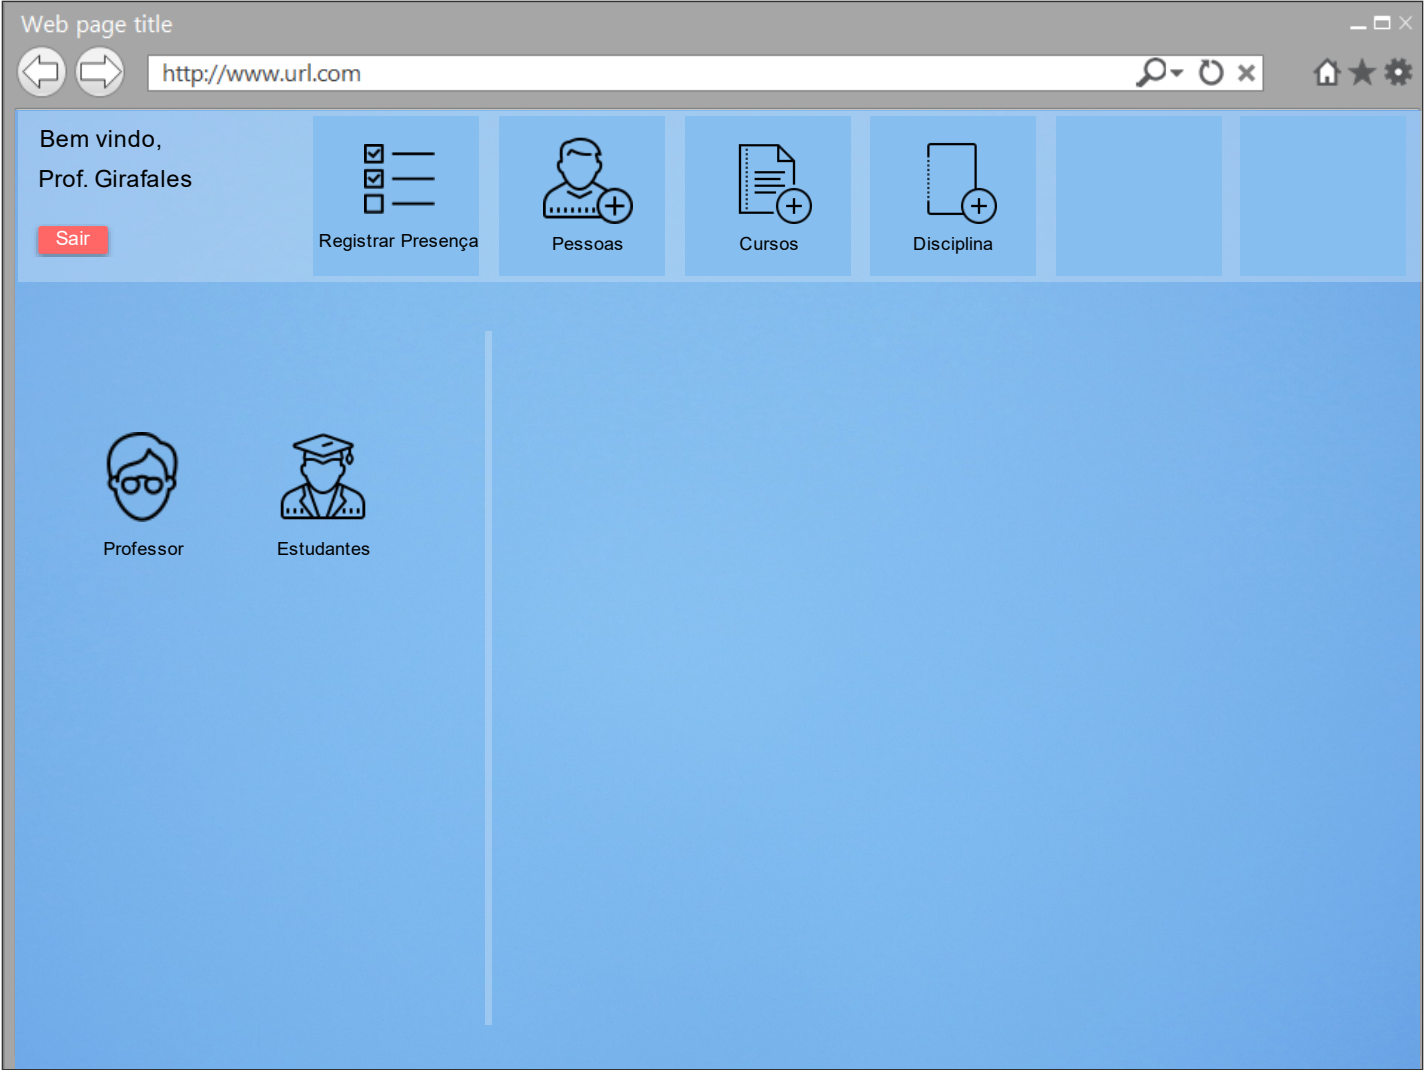 Web page title
http://www.url.com
Bem vindo,
Prof. Girafales
Sair
Registrar Presença
Pessoas
Cursos
Disciplina
Professor
Estudantes